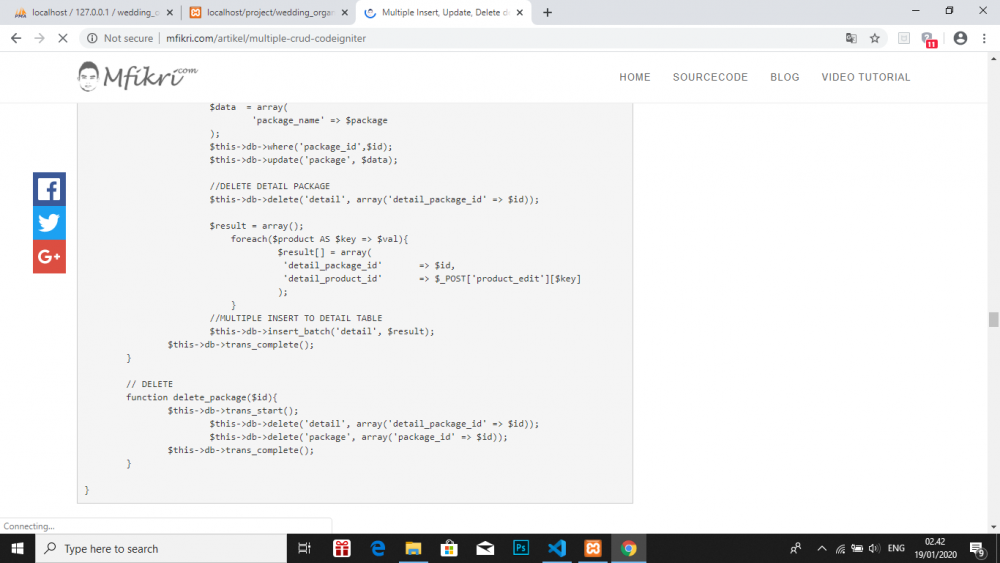 localhost / 127.0.0.1 / wedding_o
localhost/project/wedding_organ
Multiple Insert, Update, Delete d
Not secure | mfikri.com/artikel/multiple-crud-codeigniter
11
Mfikri.com
HOME SOURCECODE BLOG VIDEO TUTORIAL
$data = array(
'package_name' => $package
);
$this->db->where('package_id',$id);
$this->db->update('package', $data);
//DELETE DETAIL PACKAGE
$this->db->delete('detail', array('detail_package_id' => $id));
$result = array();
foreach($product AS $key => $val){
$result[] = array(
'detail_package_id' => $id,
'detail_product_id' => $_POST['product_edit'][$key]
);
}
//MULTIPLE INSERT TO DETAIL TABLE
$this->db->insert_batch('detail', $result);
$this->db->trans_complete();
}
// DELETE
function delete_package($id){
$this->db->trans_start();
$this->db->delete('detail', array('detail_package_id' => $id));
$this->db->delete('package', array('package_id' => $id));
$this->db->trans_complete();
}
}
G+
Connecting...
Type here to search
Ps
ENG
02.42
19/01/2020
9